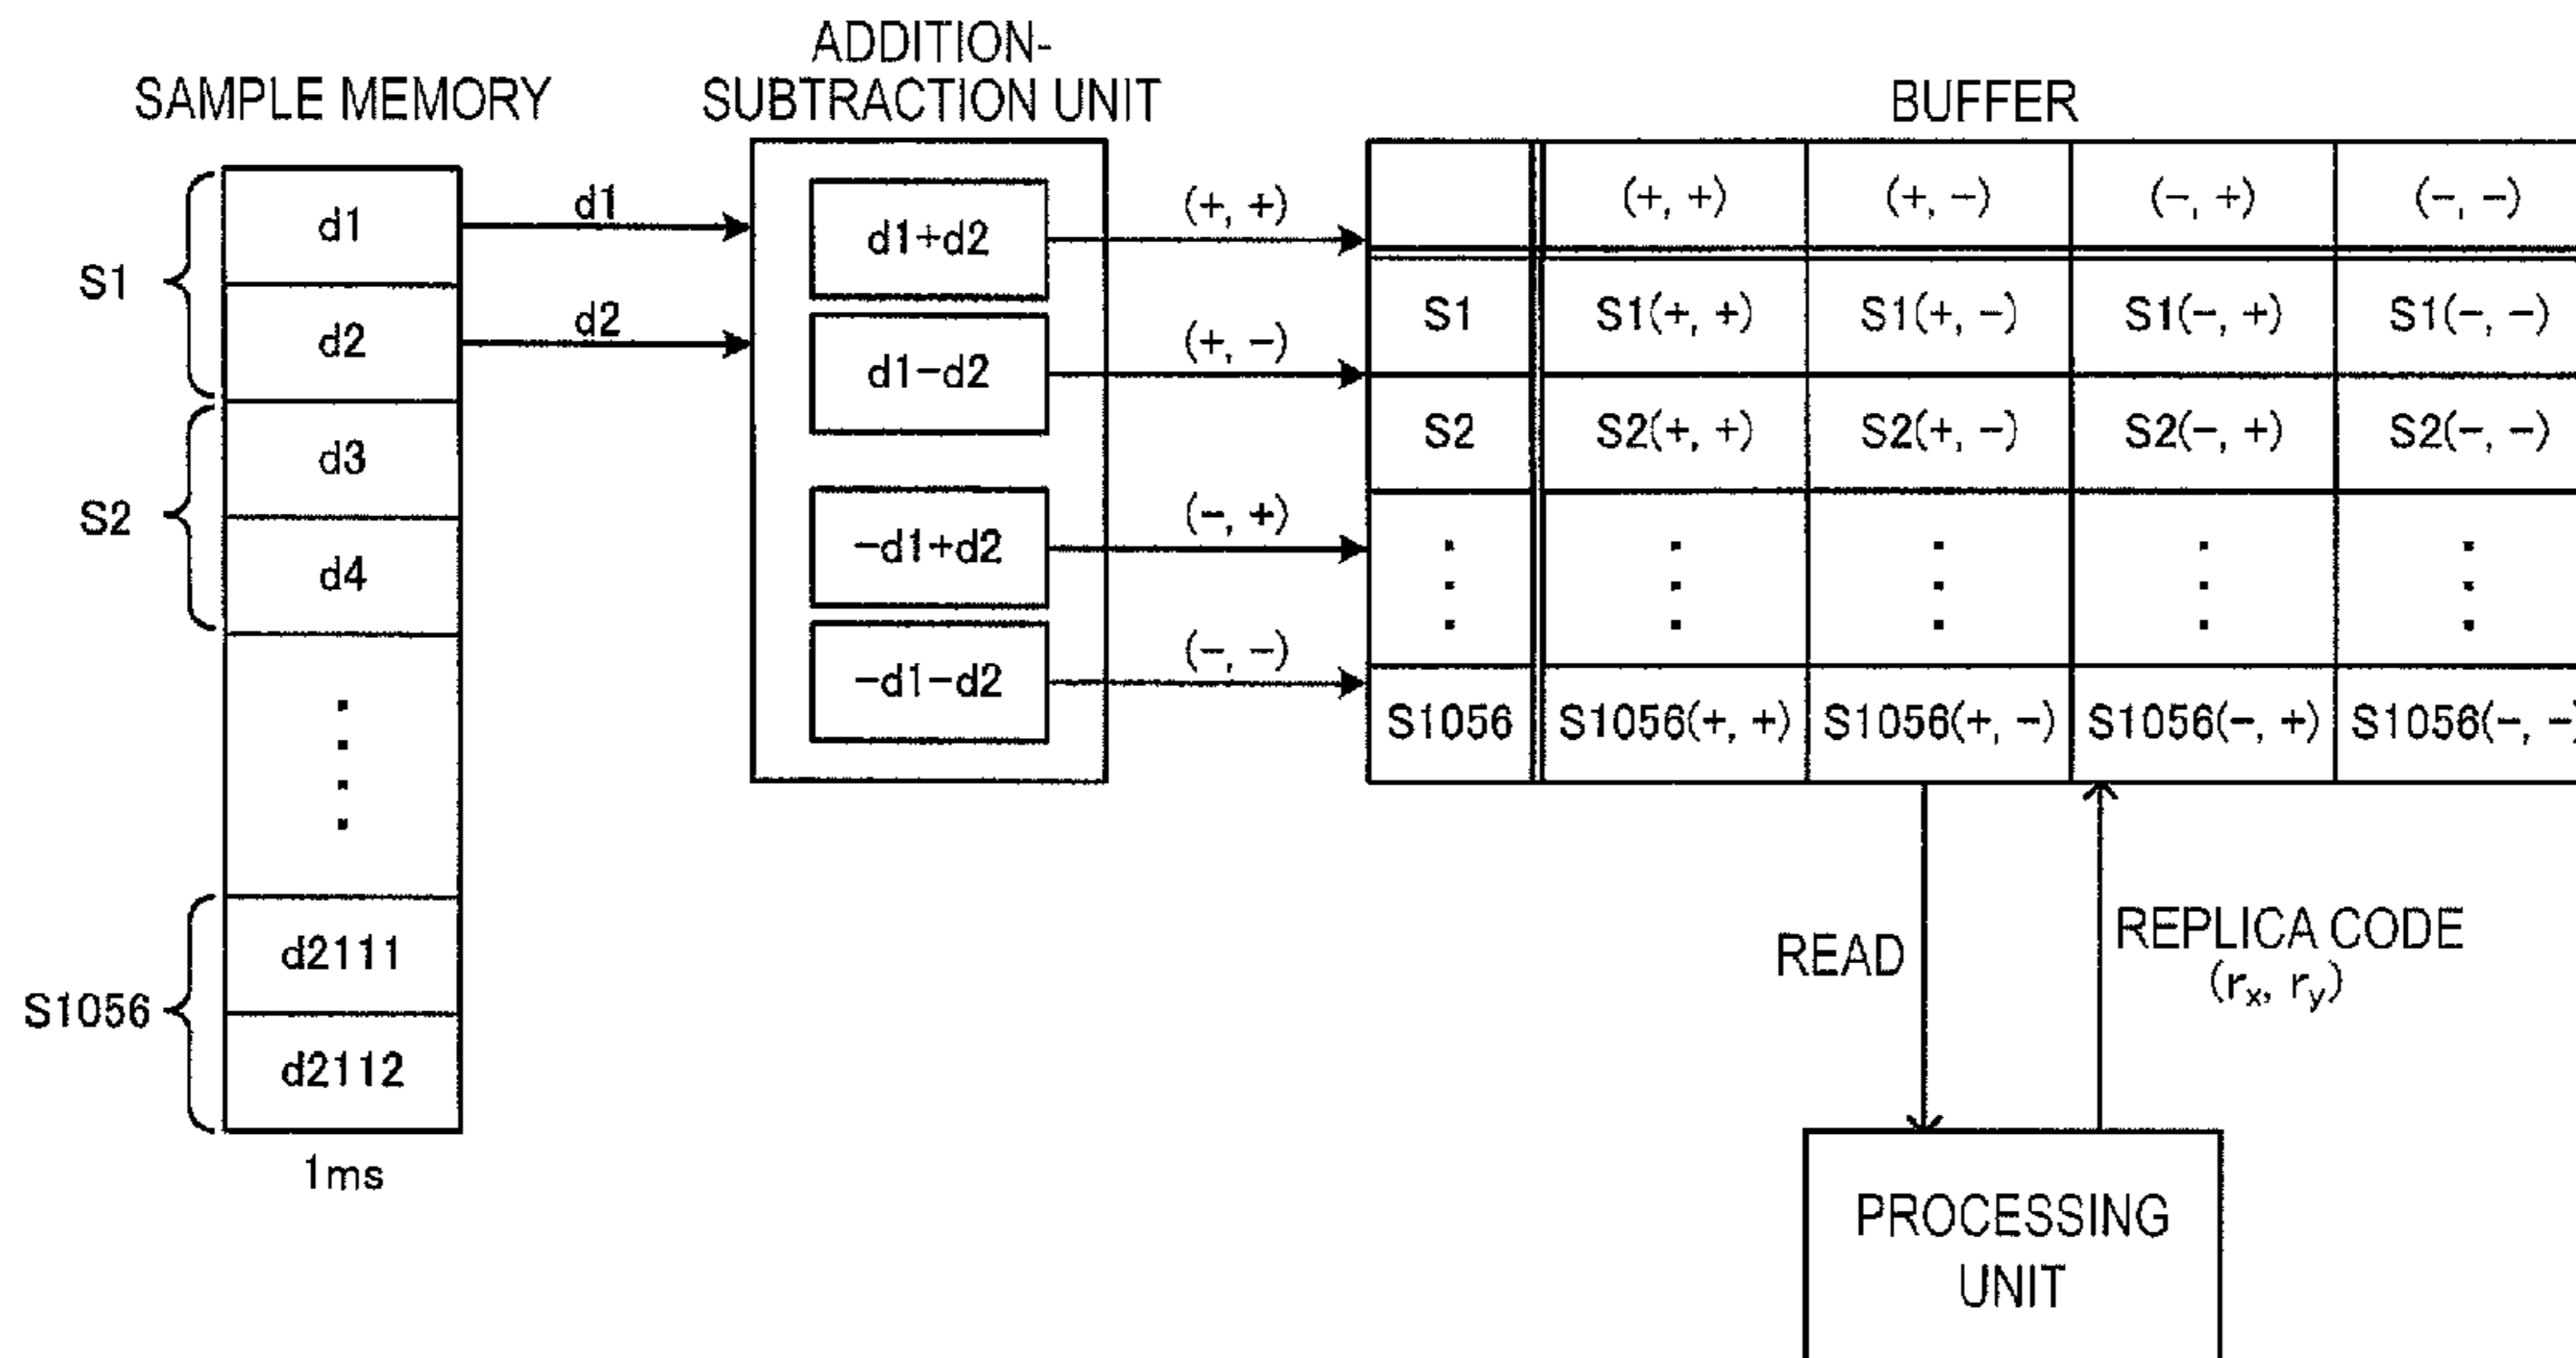 SAMPLE MEMORY
ADDITION-
SUBTRACTION UNIT
BUFFER
S1
d1
d2
S2
d3
d4
S1056
d2111
d2112
1ms
d1
d2
d1+d2
d1-d2
-d1+d2
-d1-d2
(+, +)
(+, -)
(-, +)
(-, -)
(+, +) (+, -) (-, +) (-, -)
S1 S1(+, +) S1(+, -) S1(-, +) S1(-, -)
S2 S2(+, +) S2(+, -) S2(-, +) S2(-, -)
S1056 S1056(+, +) S1056(+, -) S1056(-, +) S1056(-, -)
READ
REPLICA CODE
(rx, ry)
PROCESSING
UNIT